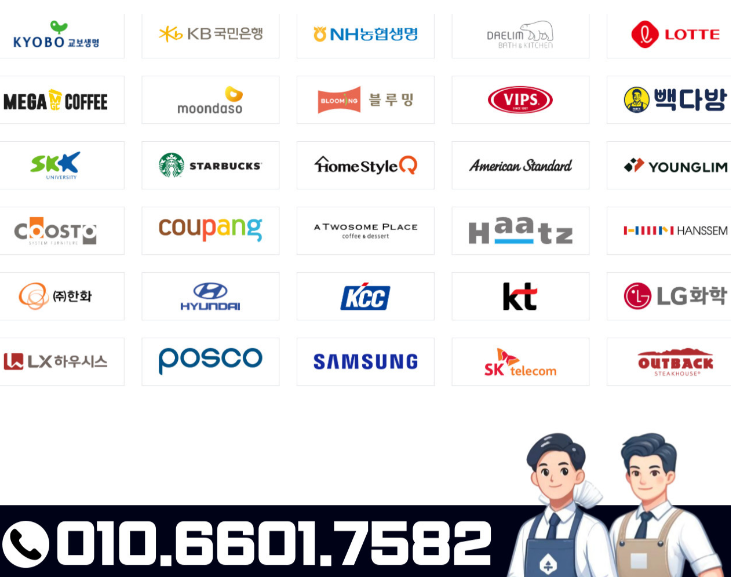 KYOBO 교보생명
KB국민은행
NH농협생명
DAELIM
BATH & KITCHEN
LOTTE
MEGA COFFEE
moondaso
BLOOMING 블루밍
VIPS
빽다방
SKK
UNIVERSITY
STARBUCKS
HomeStyle
American Standard
YOUNGLIM
Coosto
SYSTEM FURNITURE
coupang
A TWOSOME PLACE
coffee & dessert
Haatz
HANSSEM
(주)한화
HYUNDAI
KCC
kt
LG화학
LX하우시스
posco
SAMSUNG
SK telecom
OUTBACK
STEAKHOUSE®
010.6601.7582